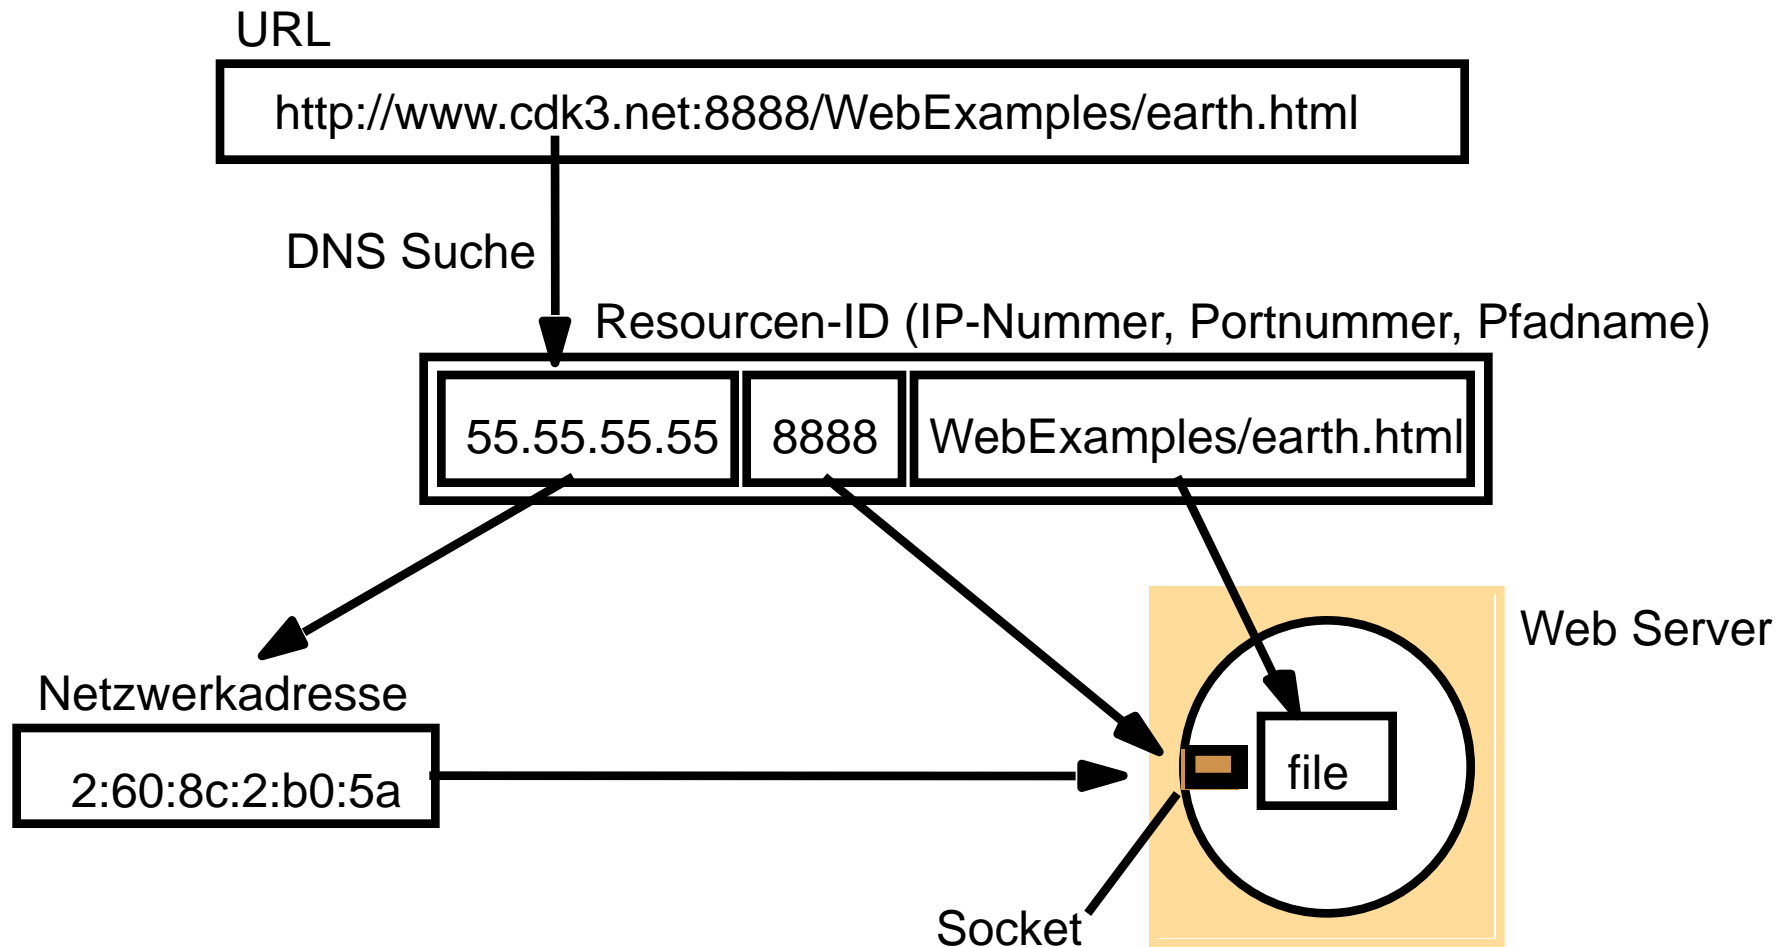 URL
http://www.cdk3.net:8888/WebExamples/earth.html
DNS Suche
Resourcen-ID (IP-Nummer, Portnummer, Pfadname)
55.55.55.55
8888
WebExamples/earth.html
Web Server
Netzwerkadresse
2:60:8c:2:b0:5a
file
Socket